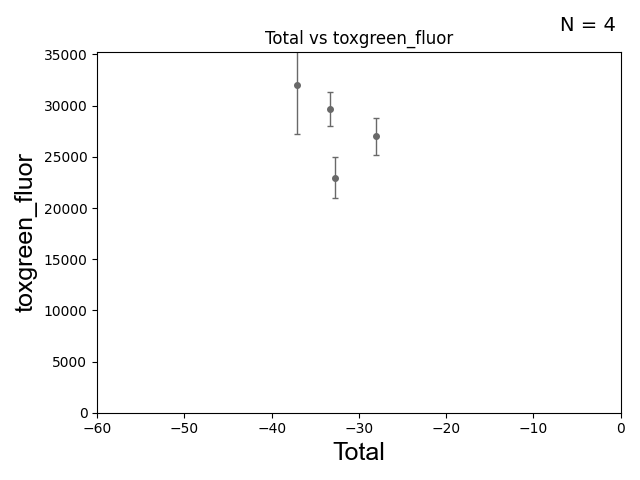 N = 4
Total vs toxgreen_fluor
35000
30000
25000
20000
15000
10000
5000
0
toxgreen_fluor
−60 −50 −40 −30 −20 −10 0
Total